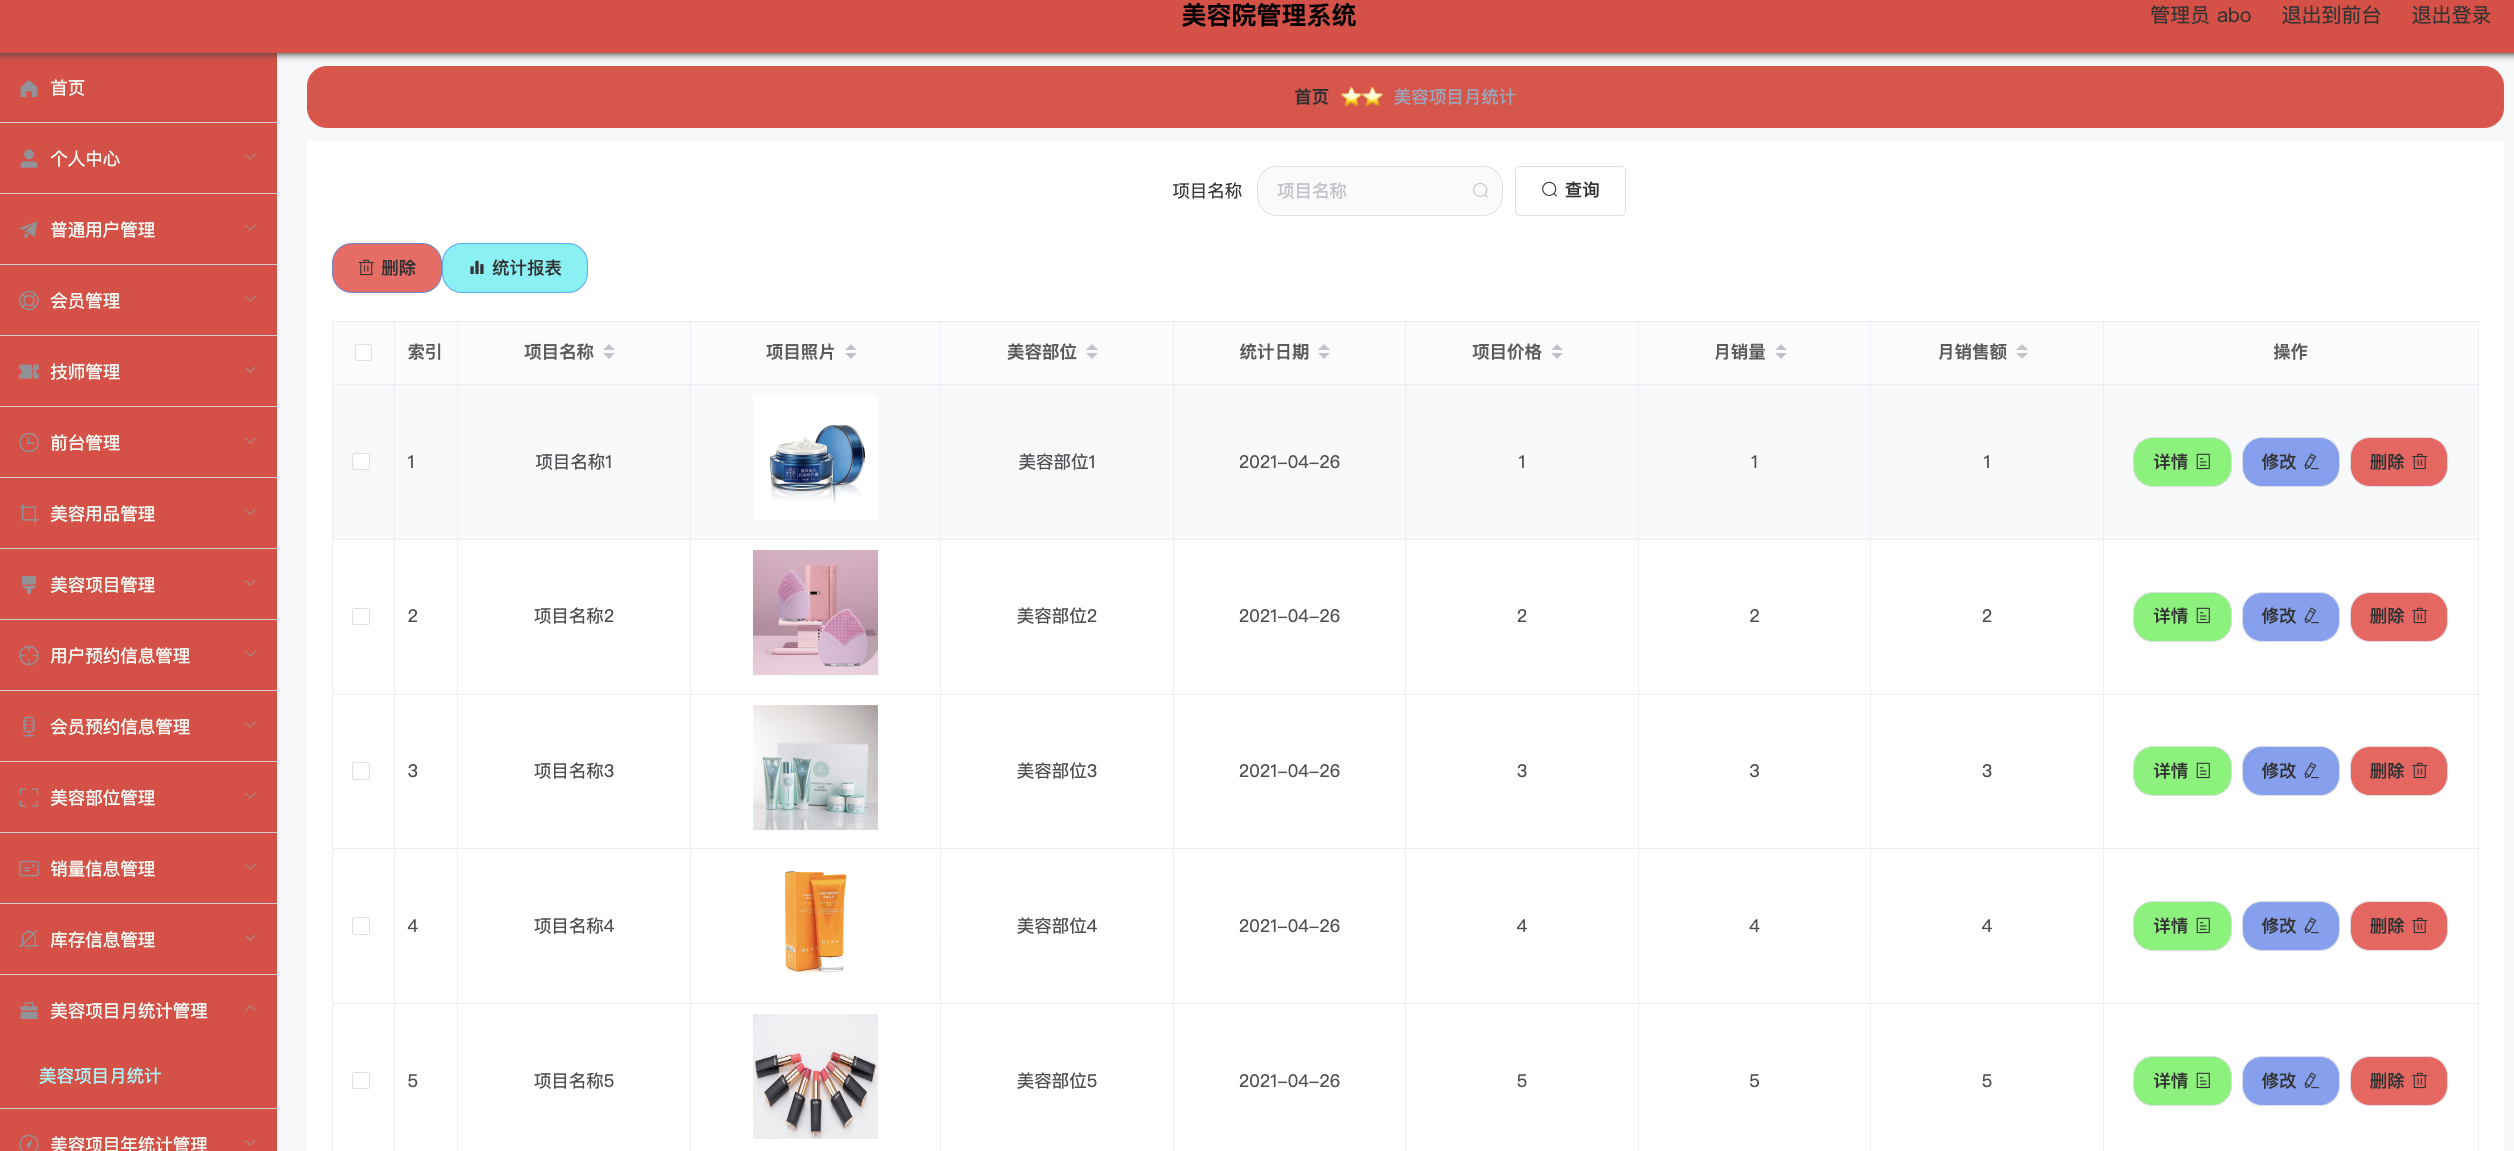 美容院管理系统
管理员 abo 退出到前台 退出登录
首页
个人中心
普通用户管理
会员管理
技师管理
前台管理
美容用品管理
美容项目管理
用户预约信息管理
会员预约信息管理
美容部位管理
销量信息管理
库存信息管理
美容项目月统计管理
美容项目月统计
美容项目年统计管理
首页 ⭐⭐ 美容项目月统计
项目名称 项目名称 查询
删除 统计报表
索引 项目名称 项目照片 美容部位 统计日期 项目价格 月销量 月销售额 操作
1 项目名称1 美容部位1 2021-04-26 1 1 1 详情 修改 删除
2 项目名称2 美容部位2 2021-04-26 2 2 2 详情 修改 删除
3 项目名称3 美容部位3 2021-04-26 3 3 3 详情 修改 删除
4 项目名称4 美容部位4 2021-04-26 4 4 4 详情 修改 删除
5 项目名称5 美容部位5 2021-04-26 5 5 5 详情 修改 删除